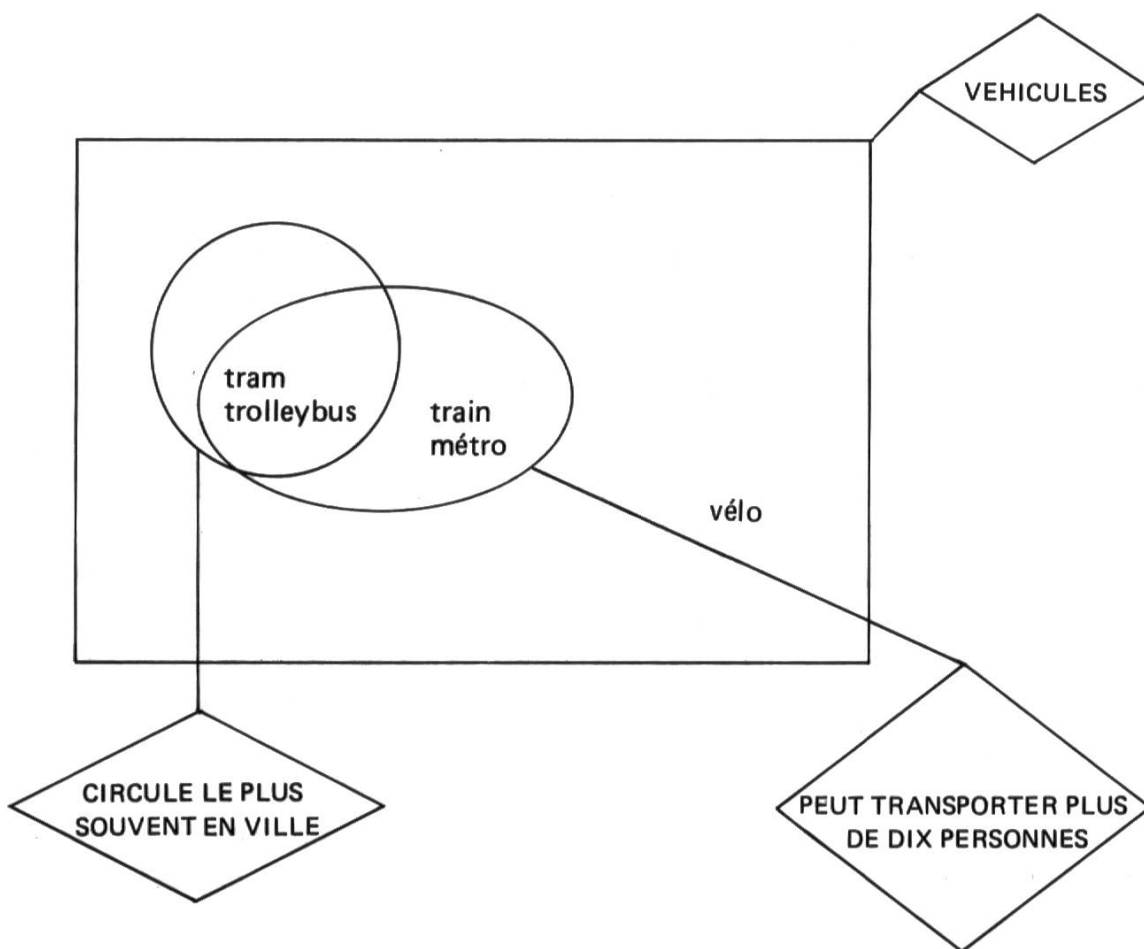 VEHICULES
tram
trolleybus
train
métro
vélo
CIRCULE LE PLUS
SOUVENT EN VILLE
PEUT TRANSPORTER PLUS
DE DIX PERSONNES